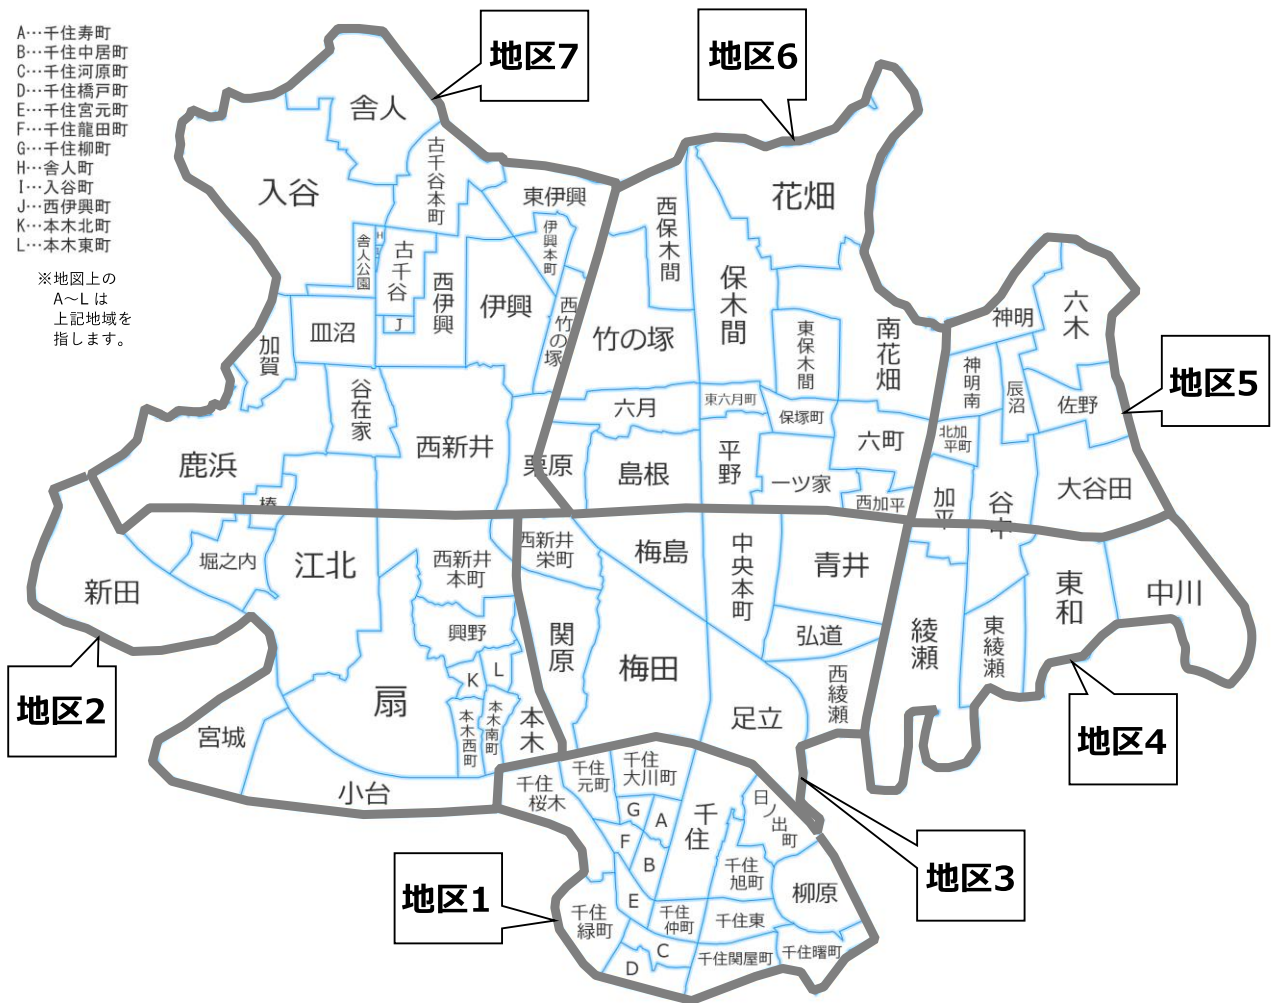 A…千住寿町
B…千住中居町
C…千住河原町
D…千住橋戸町
E…千住宮元町
F…千住龍田町
G…千住柳町
H…舎人町
I…入谷町
J…西伊興町
K…本木北町
L…本木東町
※地図上の
A～Lは
上記地域を
指します。
地区7
地区6
舎人
古千谷本町
入谷
東伊興
伊興本町
舎人公園
H
I
古千谷
J
西伊興
伊興
西竹の塚
皿沼
加賀
谷在家
西新井
鹿浜
椿
栗原
西保木間
花畑
保木間
竹の塚
東保木間
南花畑
六月
東六月町
保塚町
島根
平野
一ツ家
六町
西加平
神明
六木
神明南
辰沼
佐野
北加
平町
加平
谷中
大谷田
地区5
新田
堀之内
江北
西新井
本町
興野
扇
K
L
本木西町
本木南町
本木
宮城
小台
地区2
西新井
栄町
梅島
中央本町
青井
関原
梅田
弘道
西綾瀬
足立
綾瀬
東綾瀬
東和
中川
地区4
地区3
千住
桜木
千住
元町
千住
大川町
G
A
F
B
千住
日ノ出町
千住
旭町
柳原
E
千住
緑町
千住
仲町
千住東
C
D
千住関屋町
千住曙町
地区1